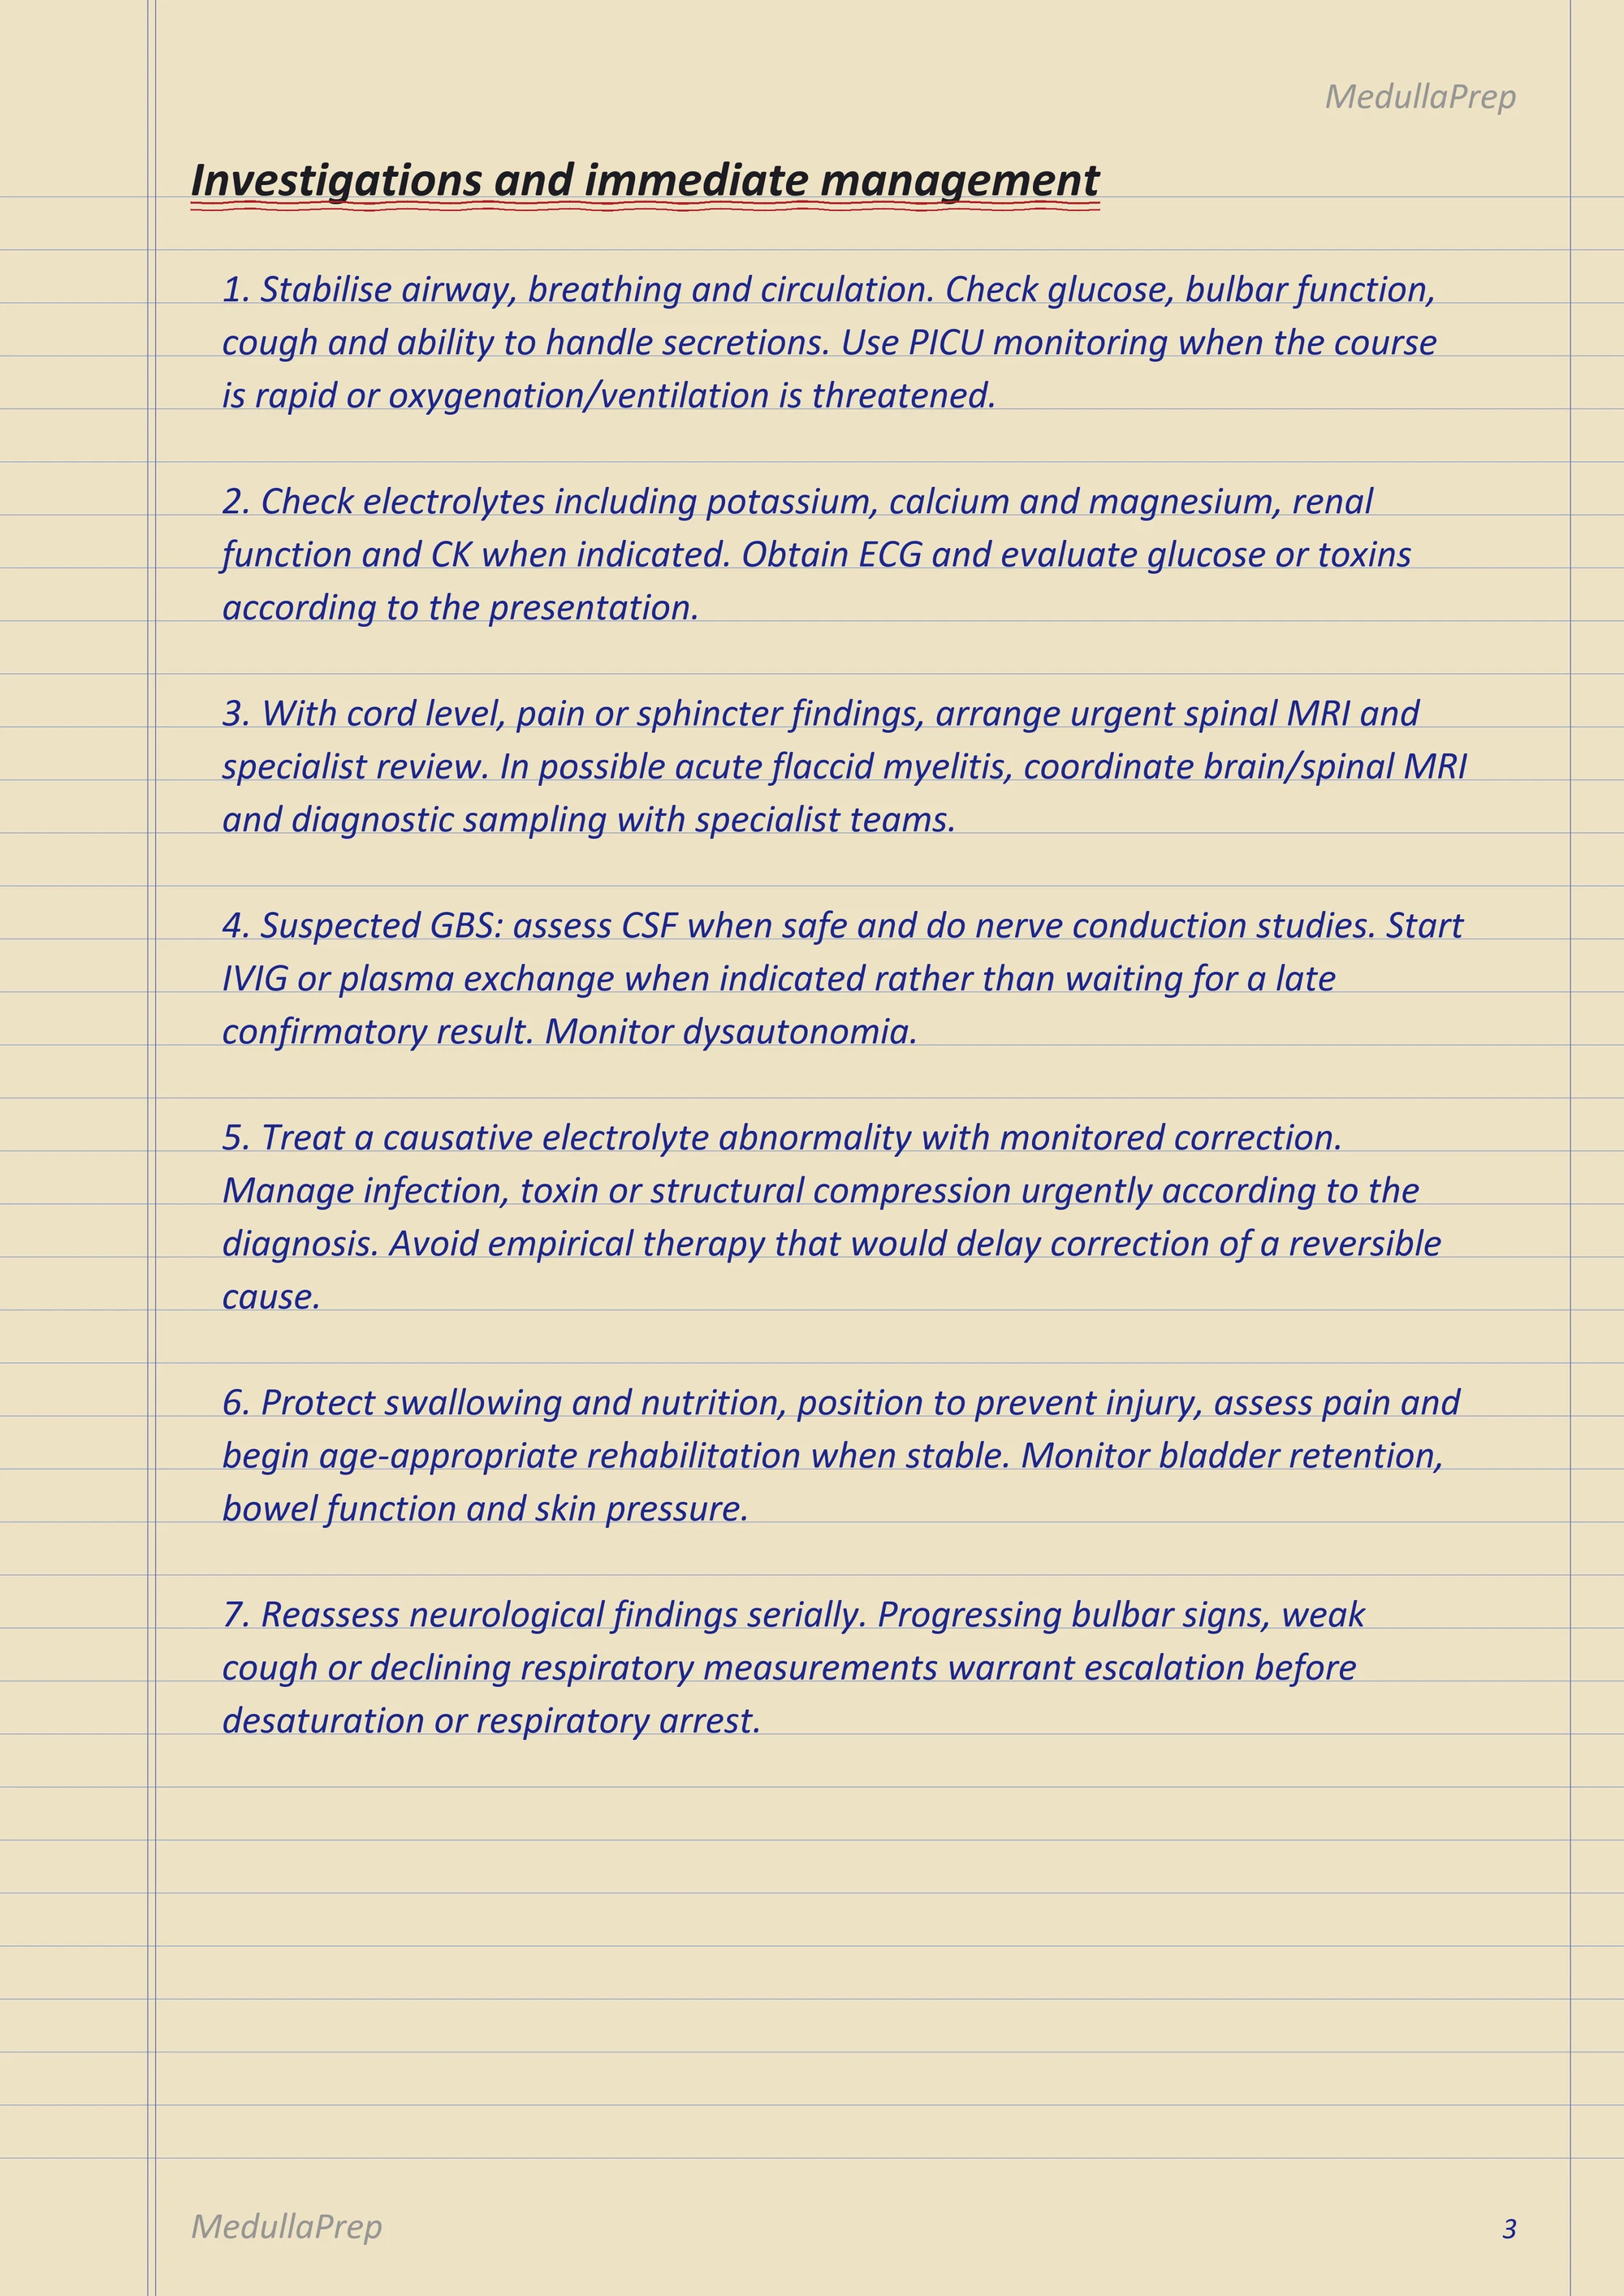 MedullaPrep
Investigations and immediate management
1. Stabilise airway, breathing and circulation. Check glucose, bulbar function,
cough and ability to handle secretions. Use PICU monitoring when the course
is rapid or oxygenation/ventilation is threatened.
2. Check electrolytes including potassium, calcium and magnesium, renal
function and CK when indicated. Obtain ECG and evaluate glucose or toxins
according to the presentation.
3. With cord level, pain or sphincter findings, arrange urgent spinal MRI and
specialist review. In possible acute flaccid myelitis, coordinate brain/spinal MRI
and diagnostic sampling with specialist teams.
4. Suspected GBS: assess CSF when safe and do nerve conduction studies. Start
IVIG or plasma exchange when indicated rather than waiting for a late
confirmatory result. Monitor dysautonomia.
5. Treat a causative electrolyte abnormality with monitored correction.
Manage infection, toxin or structural compression urgently according to the
diagnosis. Avoid empirical therapy that would delay correction of a reversible
cause.
6. Protect swallowing and nutrition, position to prevent injury, assess pain and
begin age-appropriate rehabilitation when stable. Monitor bladder retention,
bowel function and skin pressure.
7. Reassess neurological findings serially. Progressing bulbar signs, weak
cough or declining respiratory measurements warrant escalation before
desaturation or respiratory arrest.
MedullaPrep
3